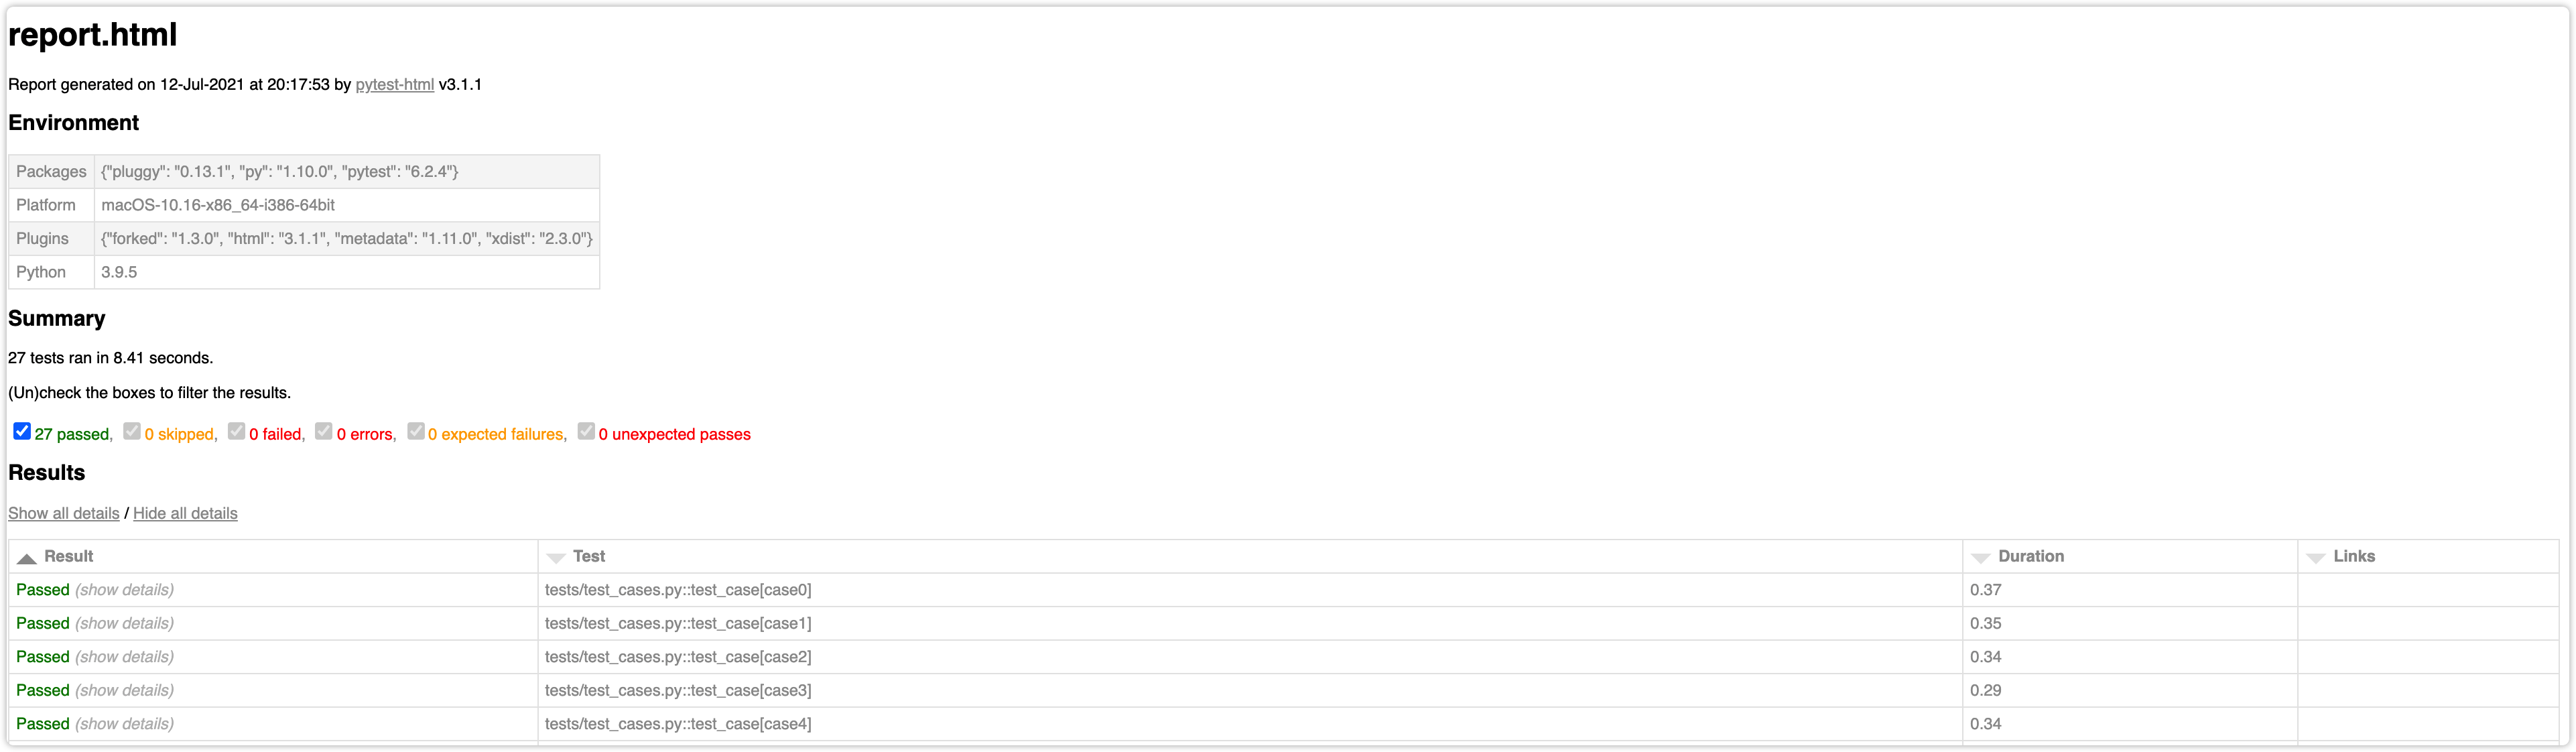 report.html
Report generated on 12-Jul-2021 at 20:17:53 by pytest-html v3.1.1
Environment
Packages {"pluggy": "0.13.1", "py": "1.10.0", "pytest": "6.2.4"}
Platform macOS-10.16-x86_64-i386-64bit
Plugins {"forked": "1.3.0", "html": "3.1.1", "metadata": "1.11.0", "xdist": "2.3.0"}
Python 3.9.5
Summary
27 tests ran in 8.41 seconds.
(Un)check the boxes to filter the results.
27 passed, 0 skipped, 0 failed, 0 errors, 0 expected failures, 0 unexpected passes
Results
Show all details / Hide all details
Result Test Duration Links
Passed (show details) tests/test_cases.py::test_case[case0] 0.37
Passed (show details) tests/test_cases.py::test_case[case1] 0.35
Passed (show details) tests/test_cases.py::test_case[case2] 0.34
Passed (show details) tests/test_cases.py::test_case[case3] 0.29
Passed (show details) tests/test_cases.py::test_case[case4] 0.34